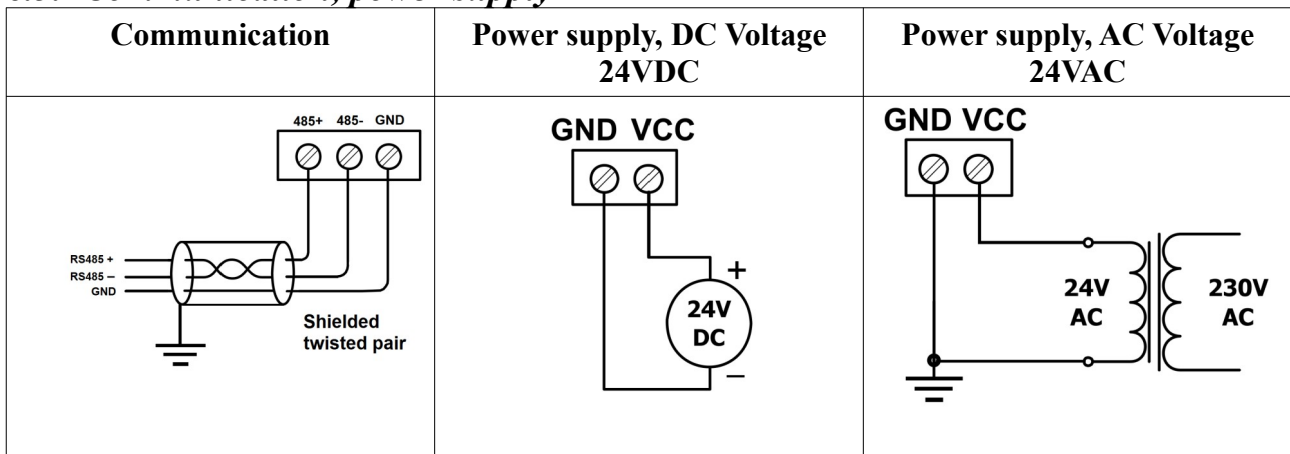 Communication
Power supply, DC Voltage
24VDC
Power supply, AC Voltage
24VAC
485+ 485- GND
RS485 +
RS485 –
GND
Shielded
twisted pair
GND VCC
+
24V
DC
–
GND VCC
24V
AC
230V
AC